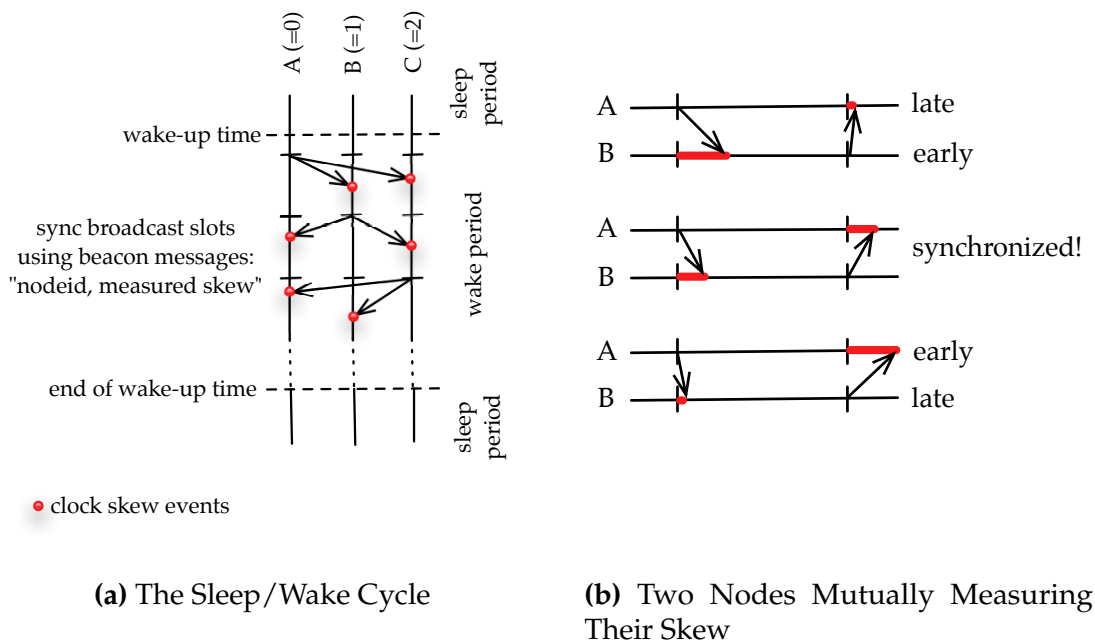 A (=0)
B (=1)
C (=2)
sleep
period
wake-up time
sync broadcast slots
using beacon messages:
"nodeid, measured skew"
wake period
end of wake-up time
sleep
period
clock skew events
(a) The Sleep/Wake Cycle
A
late
B
early
A
synchronized!
B
A
early
B
late
(b) Two Nodes Mutually Measuring
Their Skew